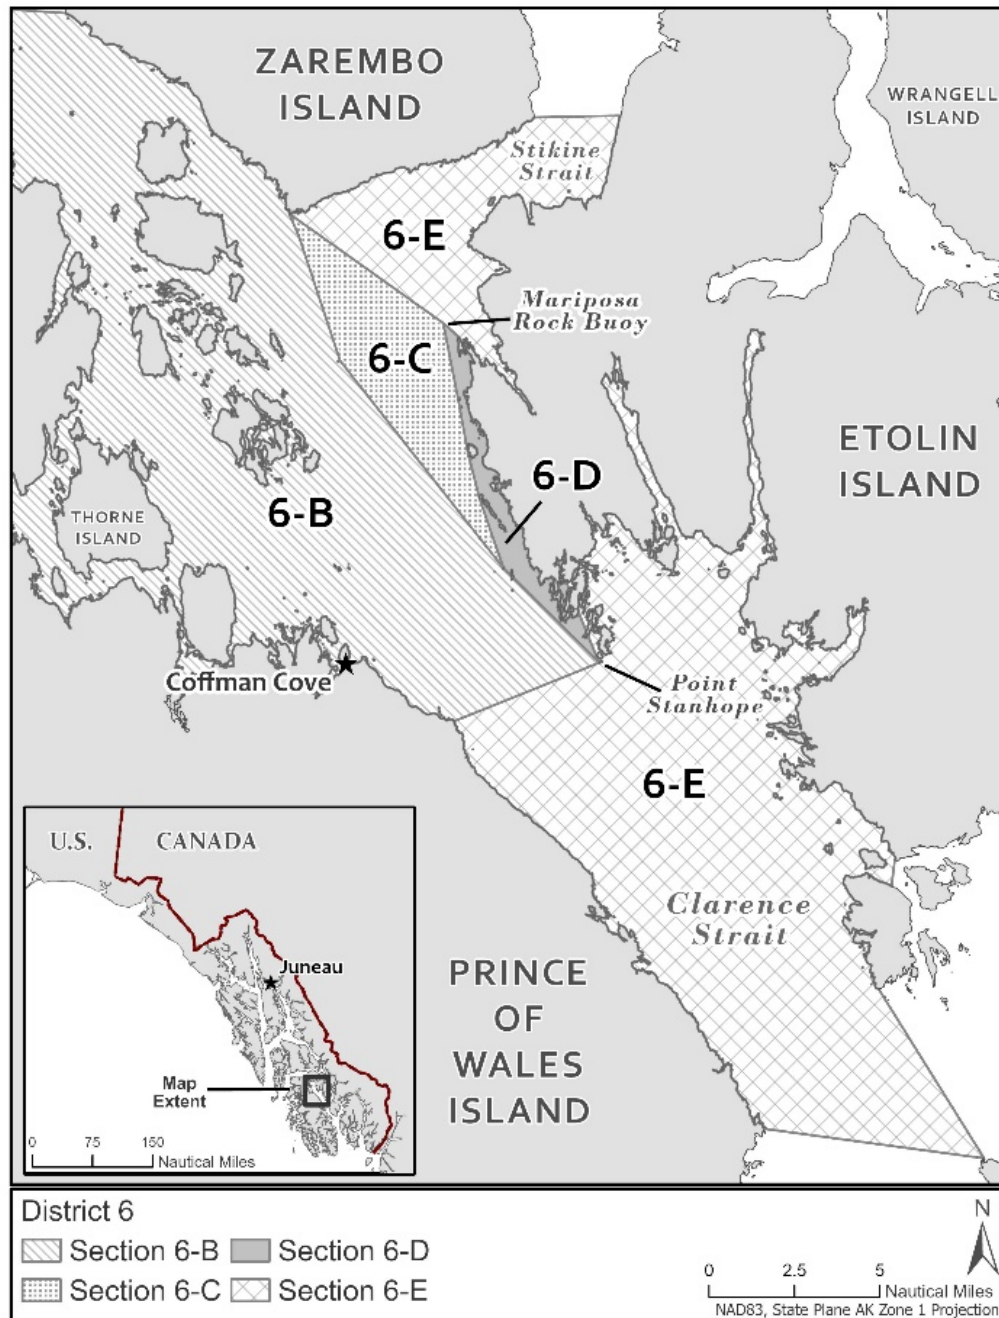 ZAREMBO
ISLAND
WRANGELL
ISLAND
Stikine
Strait
6-E
Mariposa
Rock Buoy
6-C
ETOLIN
ISLAND
6-D
6-B
THORNE
ISLAND
Coffman Cove
Point
Stanhope
6-E
Clarence
Strait
PRINCE
OF
WALES
ISLAND
U.S.
CANADA
Juneau
Map
Extent
0 75 150
Nautical Miles
District 6
Section 6-B
Section 6-D
Section 6-C
Section 6-E
N
0 2.5 5
Nautical Miles
NAD83, State Plane AK Zone 1 Projection